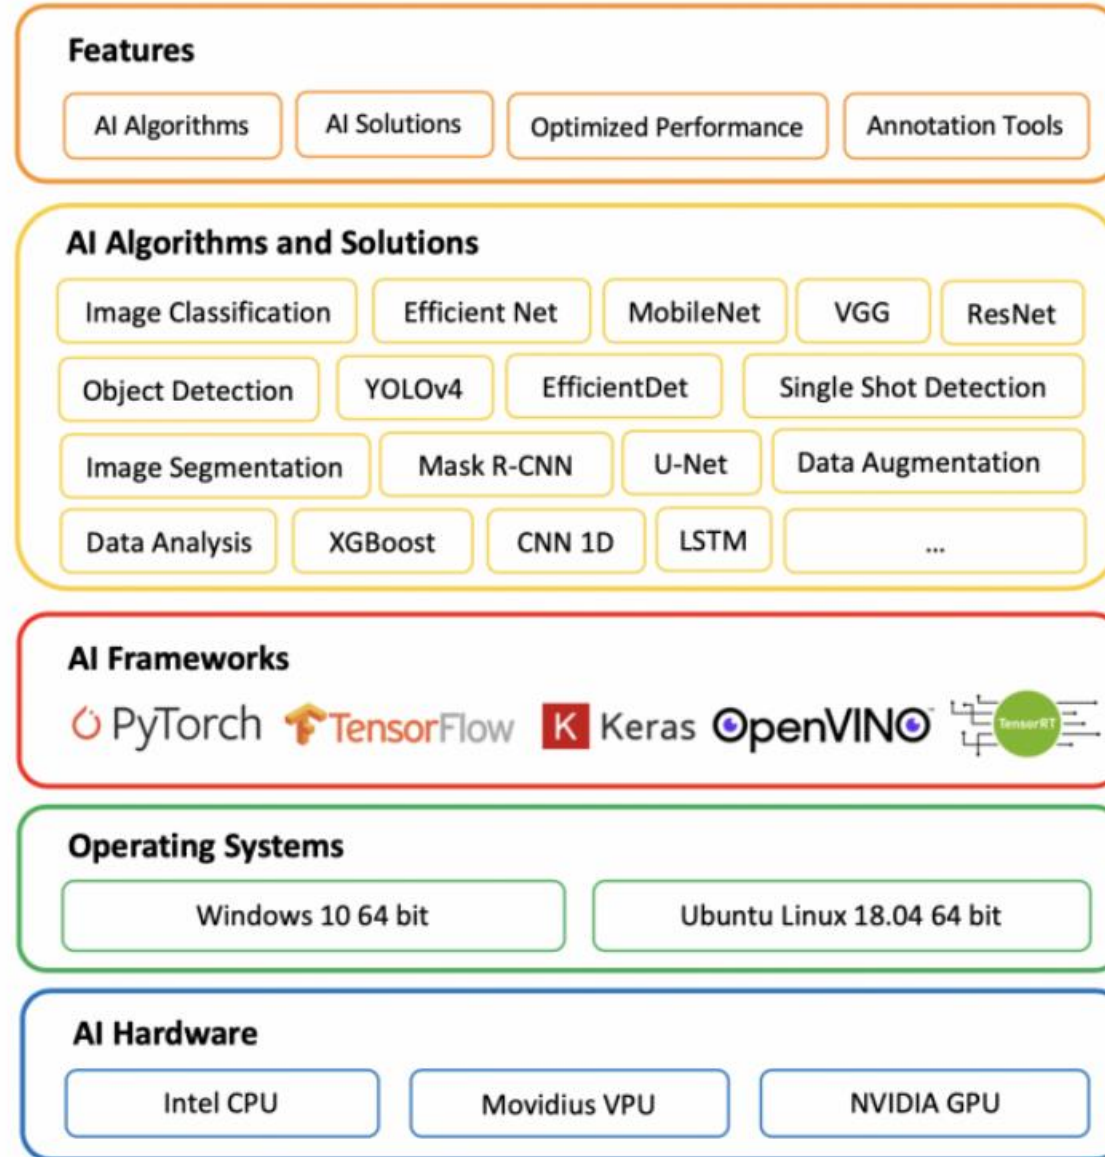 Features
AI Algorithms AI Solutions Optimized Performance Annotation Tools
AI Algorithms and Solutions
Image Classification Efficient Net MobileNet VGG ResNet
Object Detection YOLOv4 EfficientDet Single Shot Detection
Image Segmentation Mask R-CNN U-Net Data Augmentation
Data Analysis XGBoost CNN 1D LSTM ...
AI Frameworks
PyTorch TensorFlow K Keras OpenVINO™ TensorRT
Operating Systems
Windows 10 64 bit Ubuntu Linux 18.04 64 bit
AI Hardware
Intel CPU Movidius VPU NVIDIA GPU